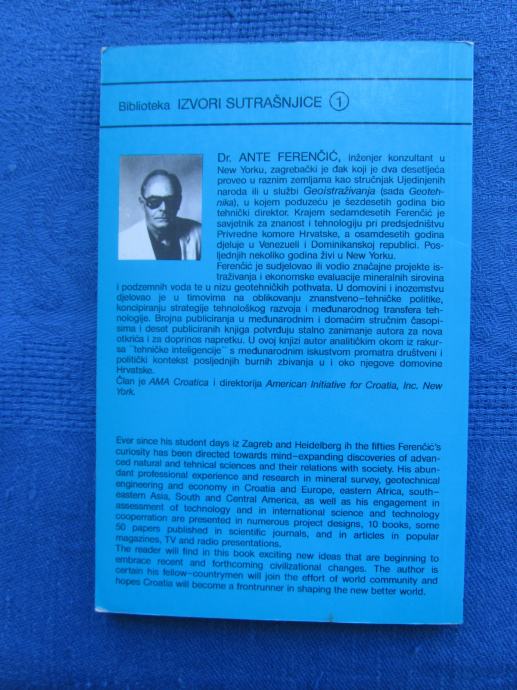 Biblioteka IZVORI SUTRAŠNJICE 1
Dr. ANTE FERENČIĆ, inženjer konzultant u
New Yorku, zagrebački je đak koji je dva desetljeća
proveo u raznim zemljama kao stručnjak Ujedinjenih
naroda ili u službi Geoistraživanja (sada Geoteh-
nika), u kojem poduzeću je šezdesetih godina bio
tehnički direktor. Krajem sedamdesetih Ferenčić je
savjetnik za znanost i tehnologiju pri predsjedništvu
Privredne komore Hrvatske, a osamdesetih godina
djeluje u Venezueli i Dominikanskoj republici. Pos-
ljednjih nekoliko godina živi u New Yorku.
Ferenčić je sudjelovao ili vodio značajne projekte is-
traživanja i ekonomske evaluacije mineralnih sirovina
i podzemnih voda te u nizu geotehničkih pothvata. U domovini i inozemstvu
djelovao je u timovima na oblikovanju znanstveno-tehničke politike,
koncipiranju strategije tehnološkog razvoja i međunarodnog transfera teh-
nologije. Brojna publiciranja u međunarodnim i domaćim stručnim časopi-
sima i deset publiciranih knjiga potvrđuju stalno zanimanje autora za nova
otkrića i za doprinos napretku. U ovoj knjizi autor analitičkim okom iz rakur-
sa ¨tehničke inteligencije¨ s međunarodnim iskustvom promatra društveni i
politički kontekst posljednjih burnih zbivanja u i oko njegove domovine
Hrvatske.
Član je AMA Croatica i direktorija American Initiative for Croatia, Inc. New
York.
Ever since his student days iz Zagreb and Heidelberg ih the fifties Ferenčić's
curiosity has been directed towards mind-expanding discoveries of advan-
ced natural and tehnical sciences and their relations with society. His abun-
dant professional experience and research in mineral survey, geotechnical
engineering and economy in Croatia and Europe, eastern Africa, south-
eastern Asia, South and Central America, as well as his engagement in
assessment of technology and in international science and technology
cooperration are presented in numerous project designs, 10 books, some
50 papers published in scientific journals, and in articles in popular
magazines, TV and radio presentations.
The reader will find in this book exciting new ideas that are beginning to
embrace recent and forthcoming civilizational changes. The author is
certain his fellow-countrymen will join the effort of world community and
hopes Croatia will become a frontrunner in shaping the new better world.